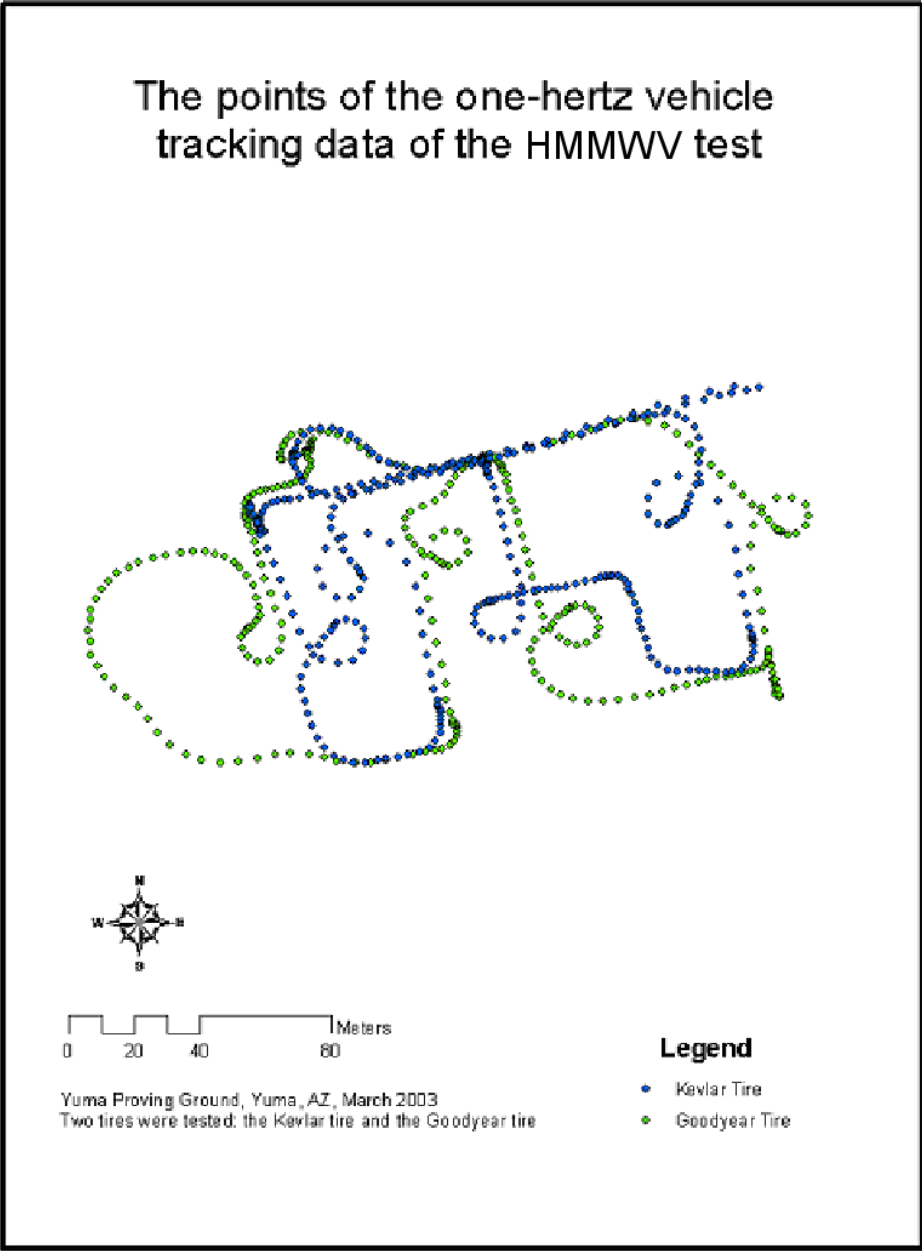 The points of the one-hertz vehicle
tracking data of the HMMWV test
N
W E
S
Meters
0 20 40 80
Legend
Kevlar Tire
Goodyear Tire
Yuma Proving Ground, Yuma, AZ, March 2003
Two tires were tested: the Kevlar tire and the Goodyear tire